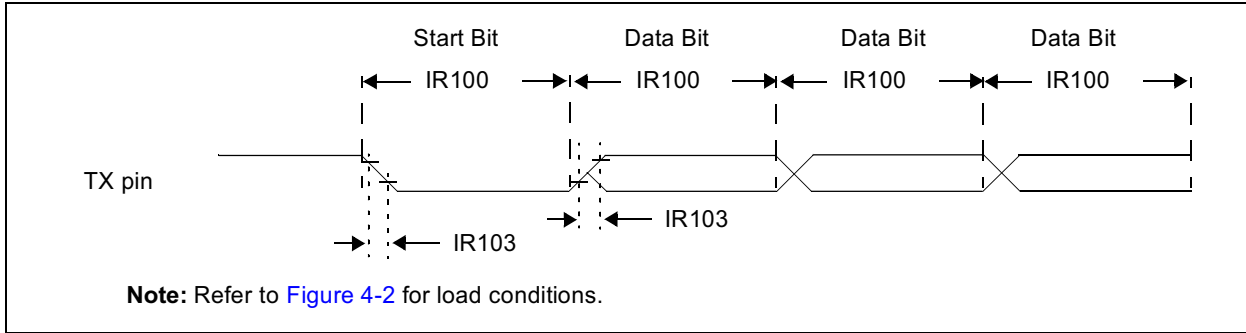 Start Bit Data Bit Data Bit Data Bit
IR100 IR100 IR100 IR100
TX pin
IR103 IR103
Note: Refer to Figure 4-2 for load conditions.